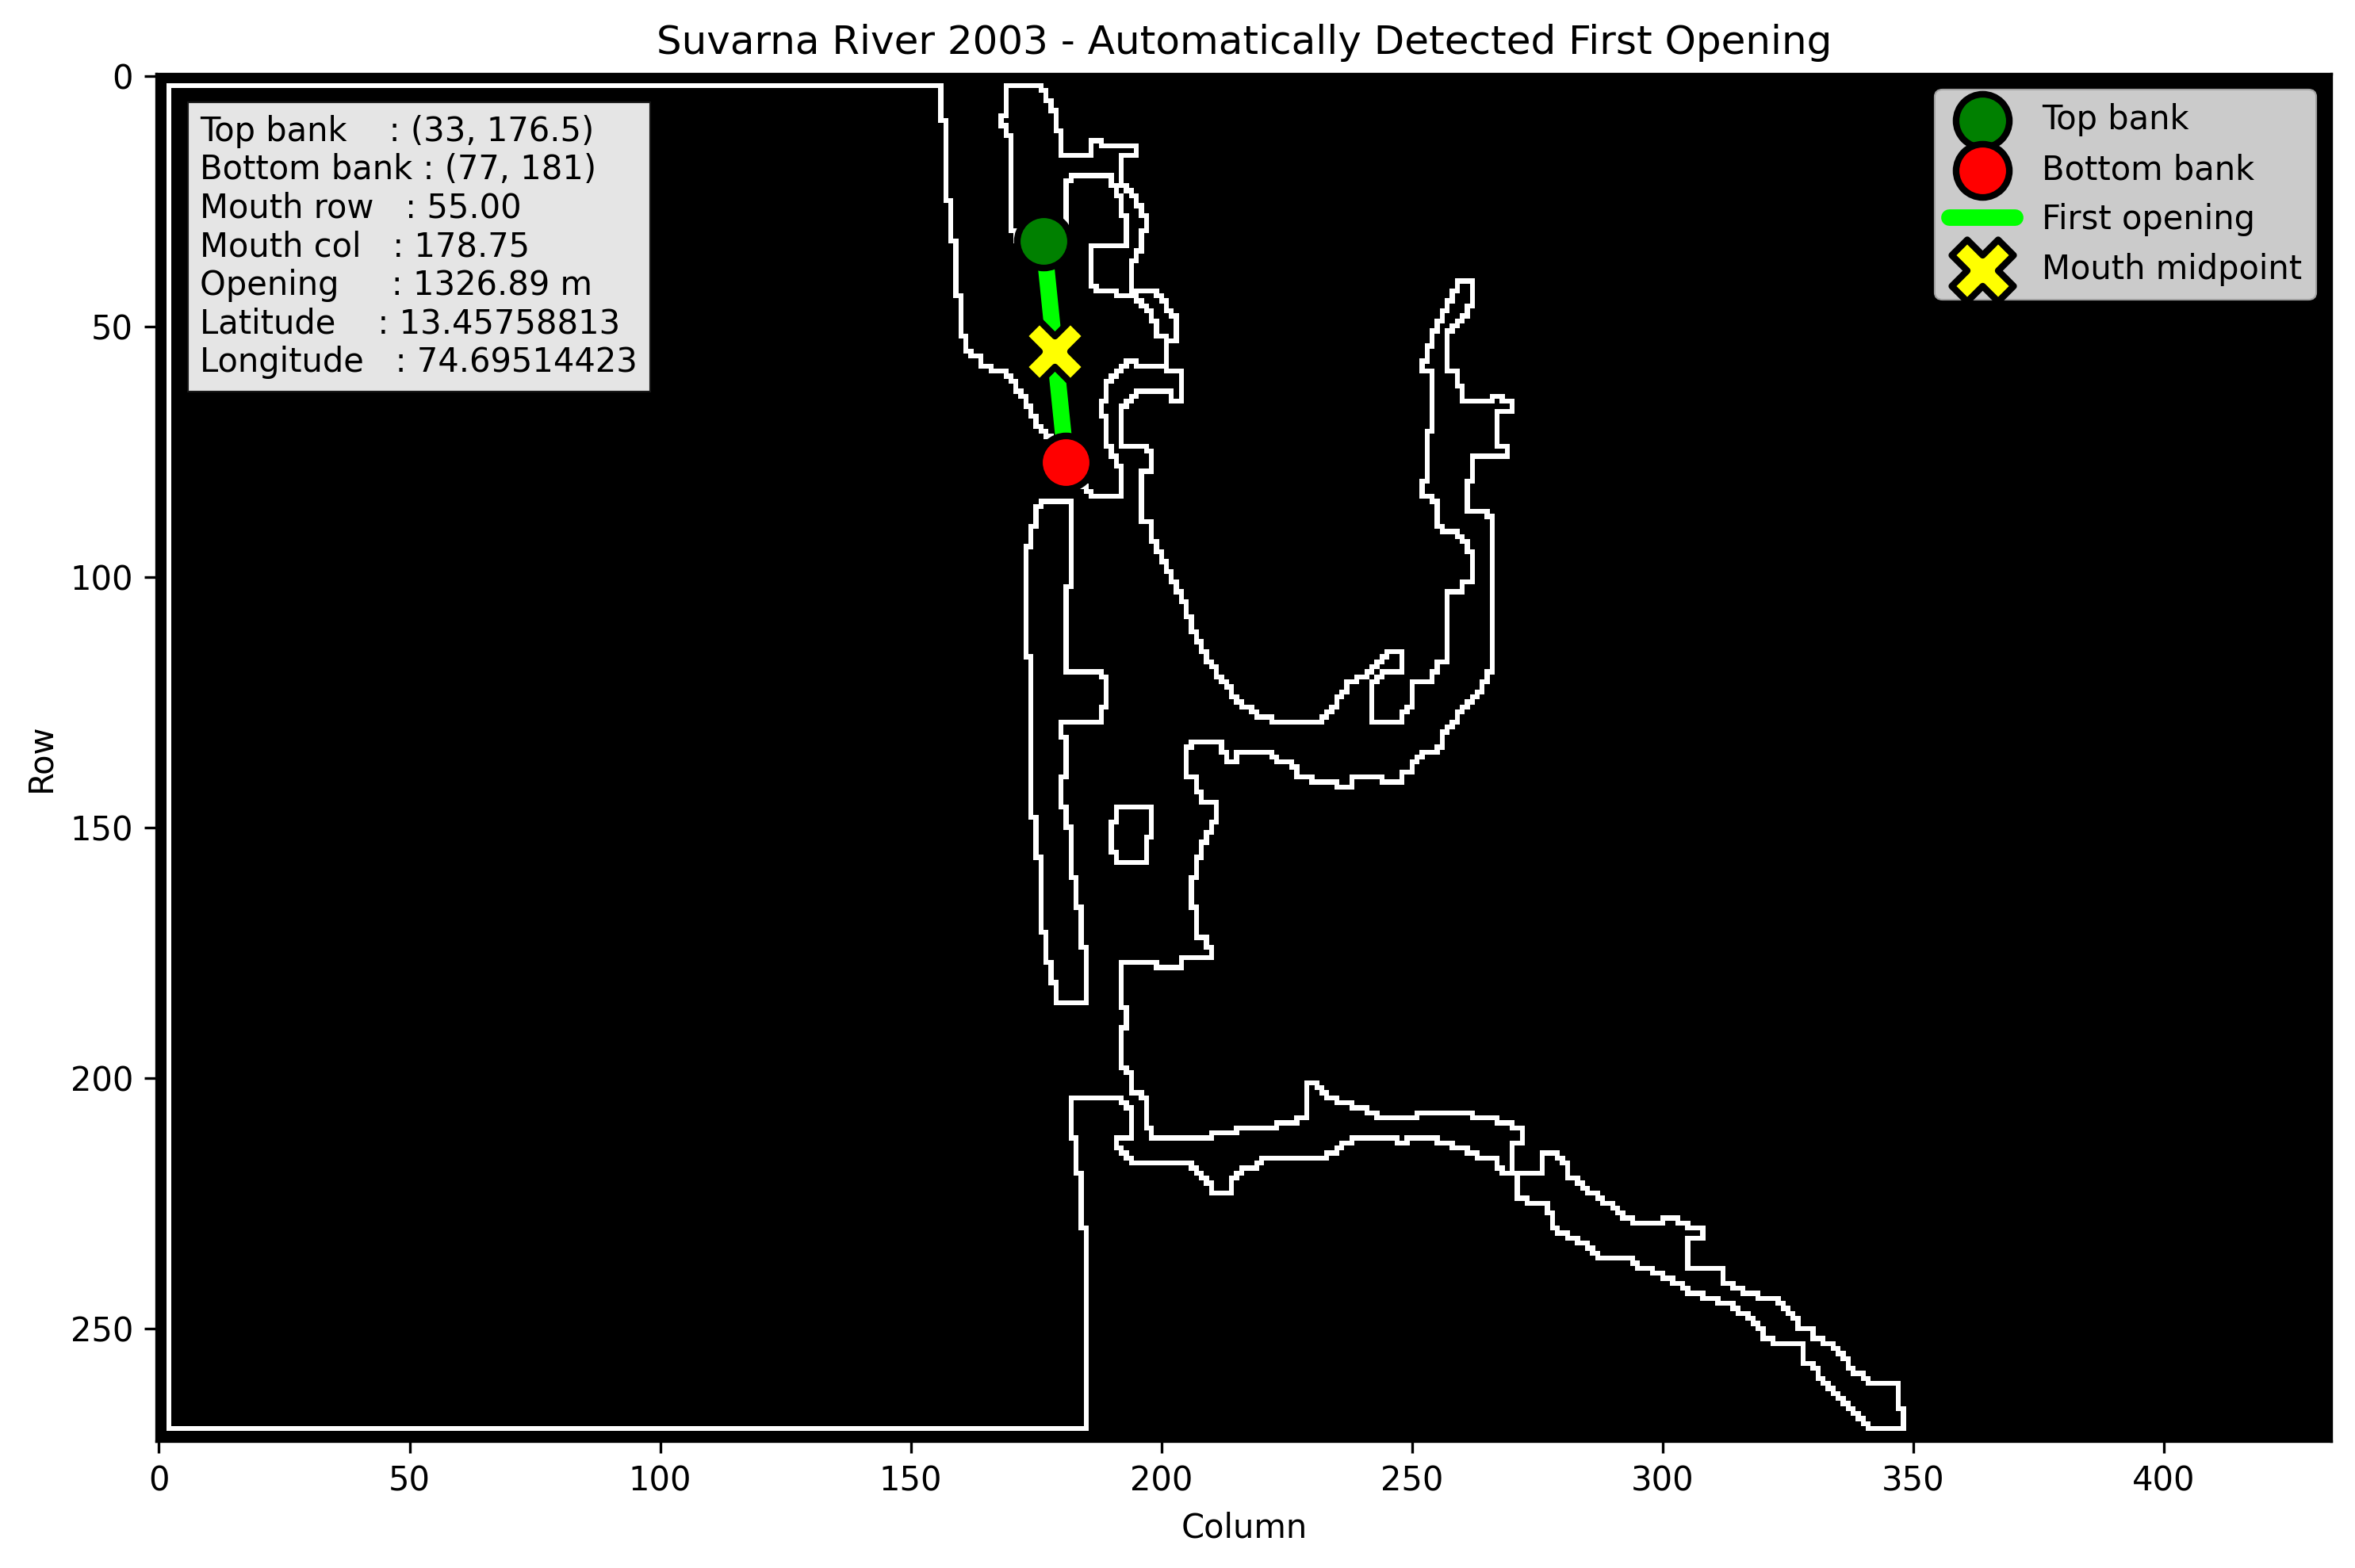 Suvarna River 2003 - Automatically Detected First Opening
Top bank : (33, 176.5)
Bottom bank : (77, 181)
Mouth row : 55.00
Mouth col : 178.75
Opening : 1326.89 m
Latitude : 13.45758813
Longitude : 74.69514423
Top bank
Bottom bank
First opening
Mouth midpoint
0
50
100
150
200
250
Row
0 50 100 150 200 250 300 350 400
Column